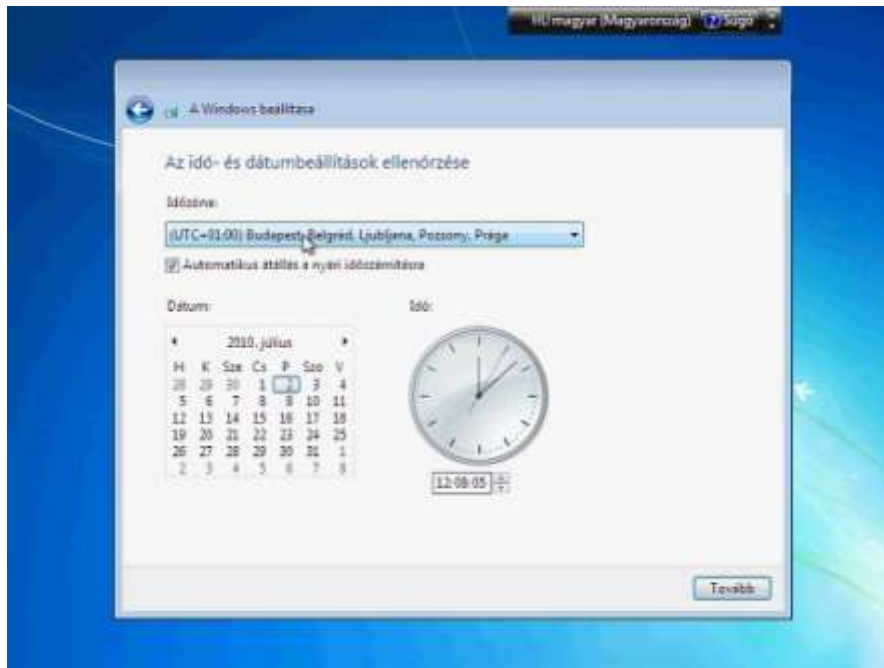 HU magyar (Magyarország) Súgó
A Windows beállítása
Az idő- és dátumbeállítások ellenőrzése
Időzóna:
(UTC+01:00) Budapest, Belgrád, Ljubljana, Pozsony, Prága
Automatikus átállás a nyári időszámításra
Dátum: Idő:
2010. július
H K Sze Cs P Szo V
28 29 30 1 2 3 4
5 6 7 8 9 10 11
12 13 14 15 16 17 18
19 20 21 22 23 24 25
26 27 28 29 30 31 1
2 3 4 5 6 7 8
12:08:05
Tovább